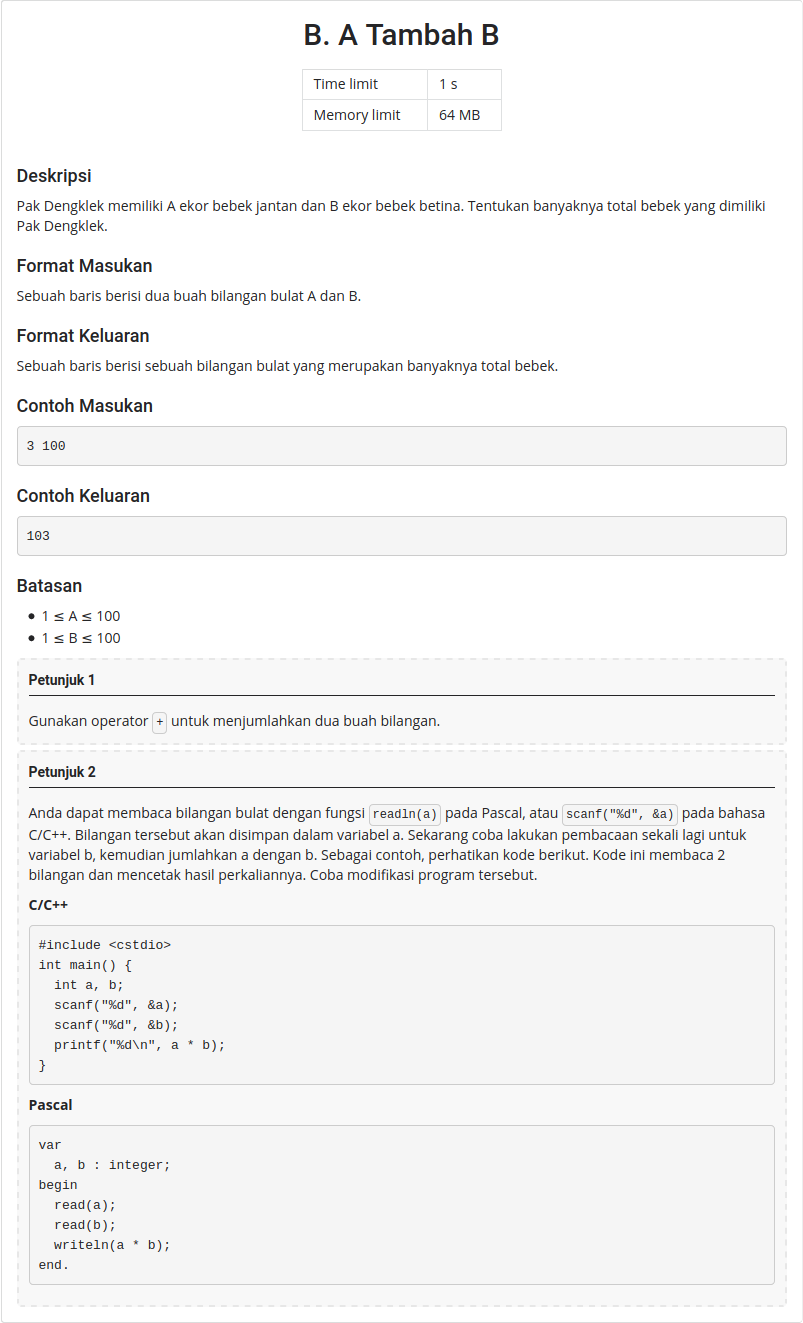 B. A Tambah B
Time limit 1 s
Memory limit 64 MB
Deskripsi
Pak Dengklek memiliki A ekor bebek jantan dan B ekor bebek betina. Tentukan banyaknya total bebek yang dimiliki
Pak Dengklek.
Format Masukan
Sebuah baris berisi dua buah bilangan bulat A dan B.
Format Keluaran
Sebuah baris berisi sebuah bilangan bulat yang merupakan banyaknya total bebek.
Contoh Masukan
3 100
Contoh Keluaran
103
Batasan
• 1 ≤ A ≤ 100
• 1 ≤ B ≤ 100
Petunjuk 1
Gunakan operator + untuk menjumlahkan dua buah bilangan.
Petunjuk 2
Anda dapat membaca bilangan bulat dengan fungsi readln(a) pada Pascal, atau scanf("%d", &a) pada bahasa
C/C++. Bilangan tersebut akan disimpan dalam variabel a. Sekarang coba lakukan pembacaan sekali lagi untuk
variabel b, kemudian jumlahkan a dengan b. Sebagai contoh, perhatikan kode berikut. Kode ini membaca 2
bilangan dan mencetak hasil perkaliannya. Coba modifikasi program tersebut.
C/C++
#include <cstdio>
int main() {
  int a, b;
  scanf("%d", &a);
  scanf("%d", &b);
  printf("%d\n", a * b);
}
Pascal
var
  a, b : integer;
begin
  read(a);
  read(b);
  writeln(a * b);
end.